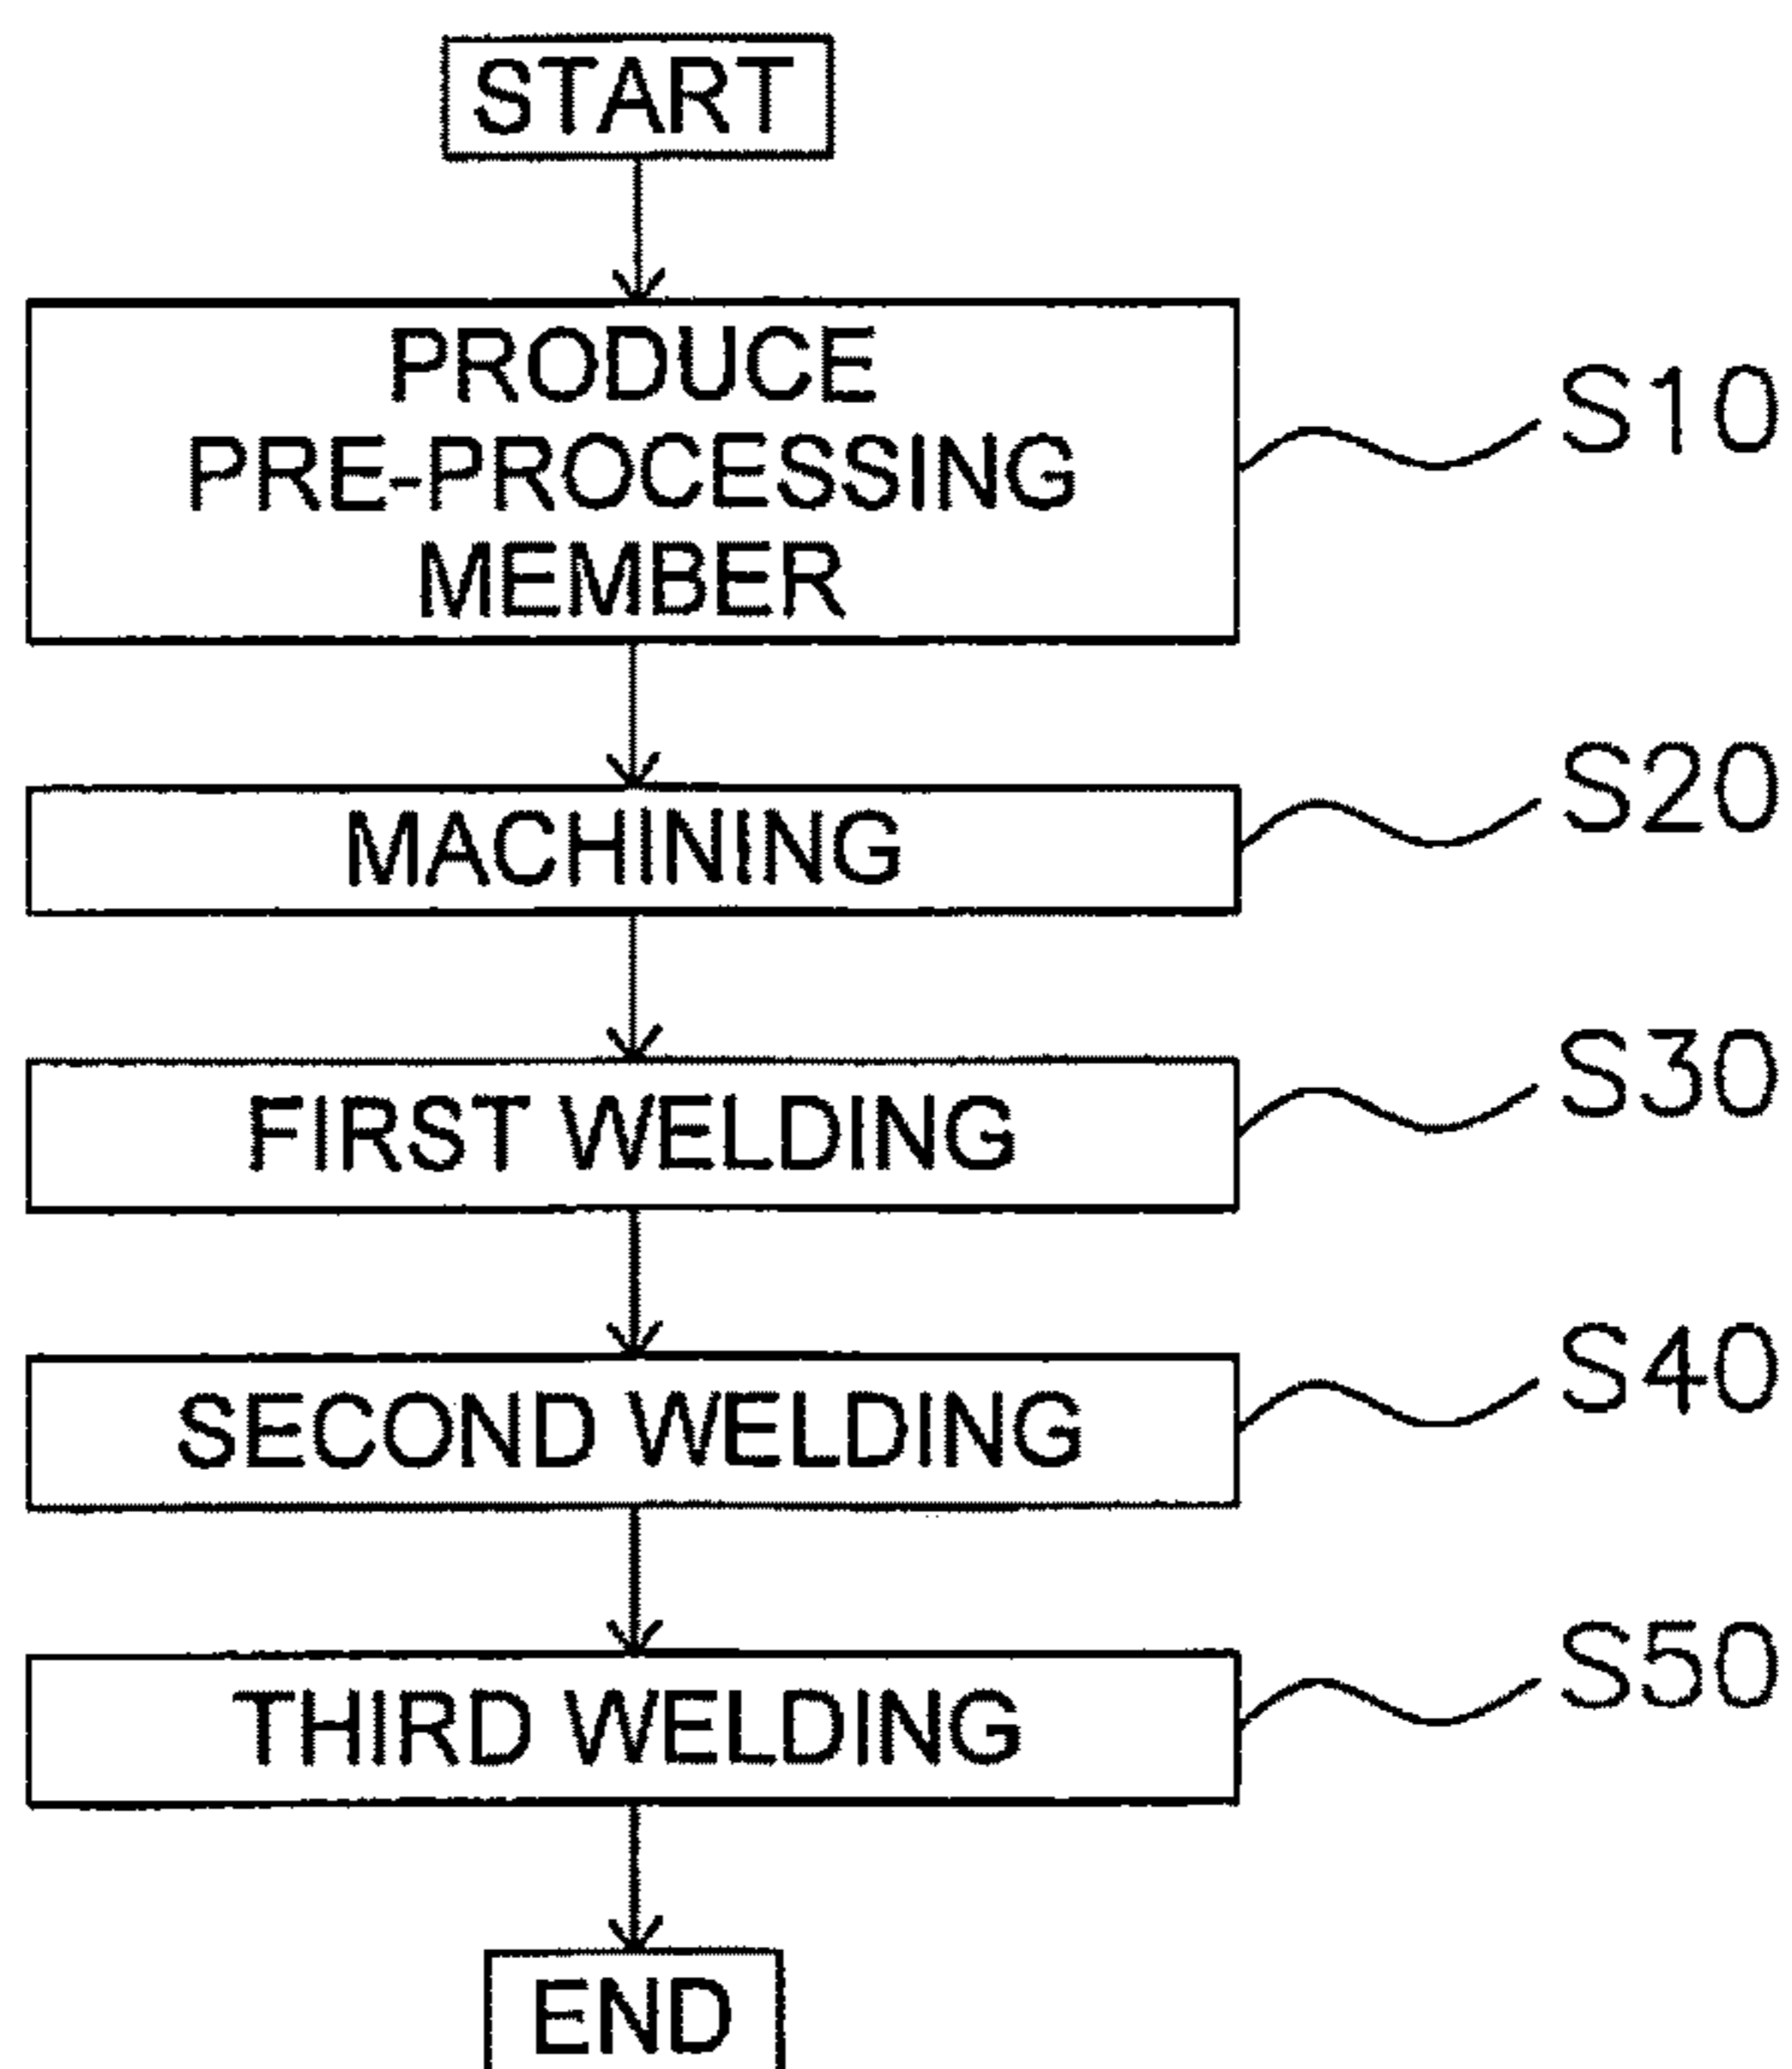 START
PRODUCE
PRE-PROCESSING
MEMBER
S10
MACHINING
S20
FIRST WELDING
S30
SECOND WELDING
S40
THIRD WELDING
S50
END